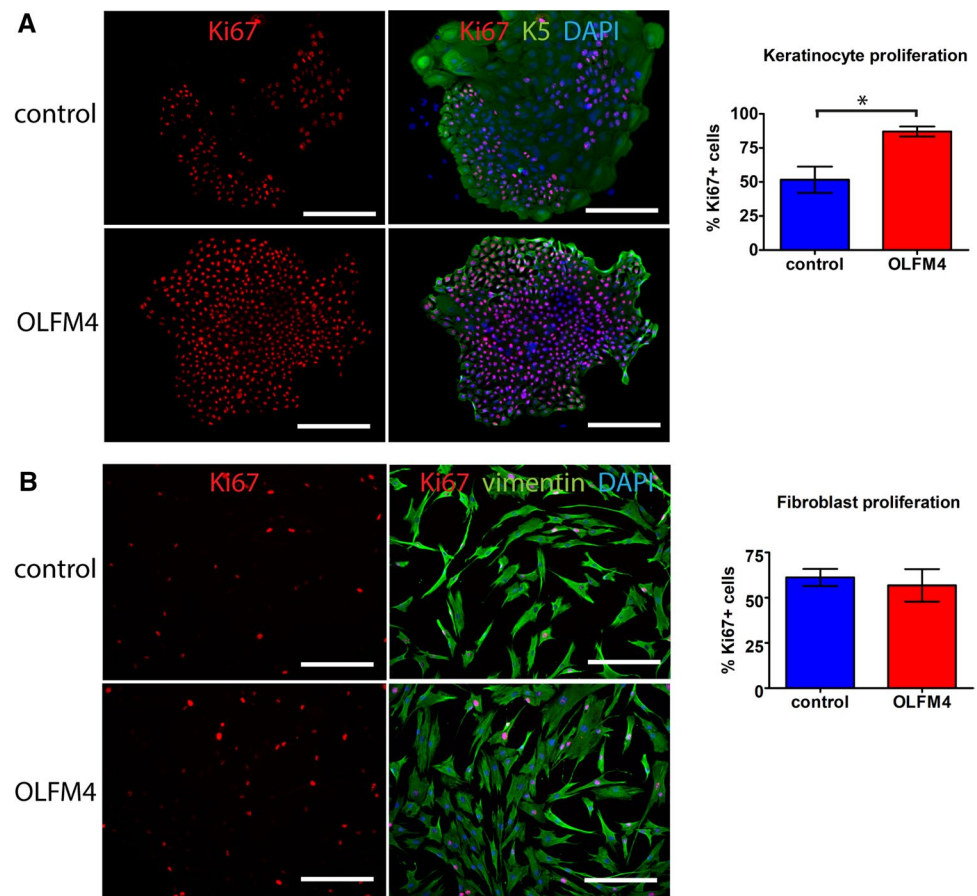 A
Ki67
Ki67 K5 DAPI
control
OLFM4
Keratinocyte proliferation
*
% Ki67+ cells
100
75
50
25
0
control
OLFM4
B
Ki67
Ki67 vimentin DAPI
control
OLFM4
Fibroblast proliferation
% Ki67+ cells
75
50
25
0
control
OLFM4